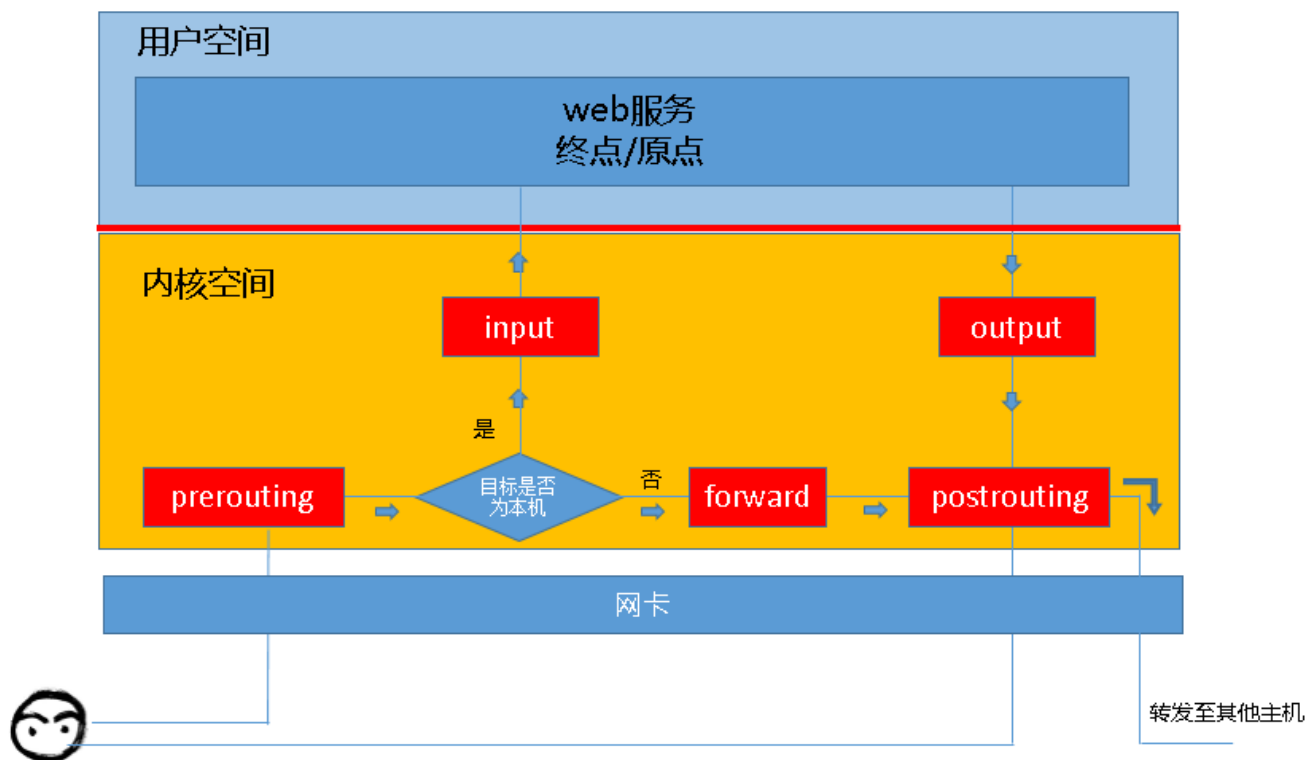 用户空间
web服务
终点/原点
内核空间
input
output
是
prerouting
目标是否
为本机
否
forward
postrouting
网卡
转发至其他主机